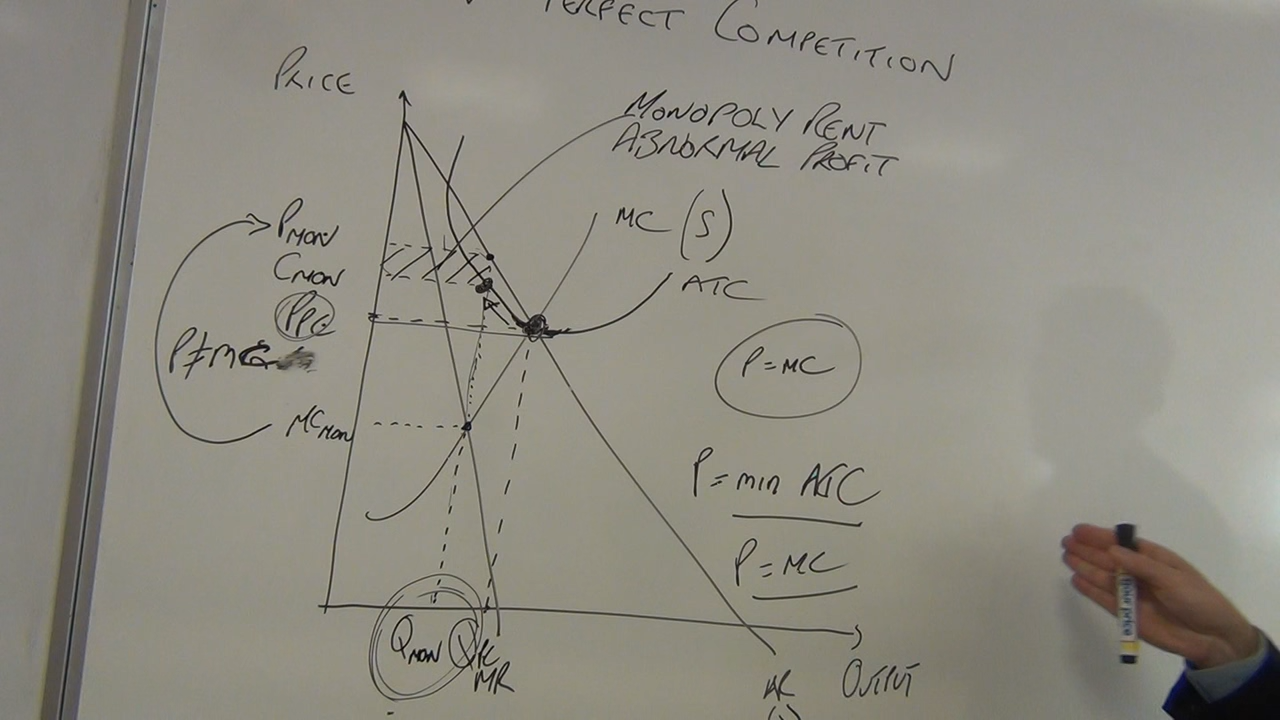 PERFECT COMPETITION
PRICE
MONOPOLY RENT
ABNORMAL PROFIT
MC (S)
ATC
PMON
CMON
PPC
P≠MC
MCMON
P=MC
P=min ATC
P=MC
QMON QPC
MR
AR
OUTPUT